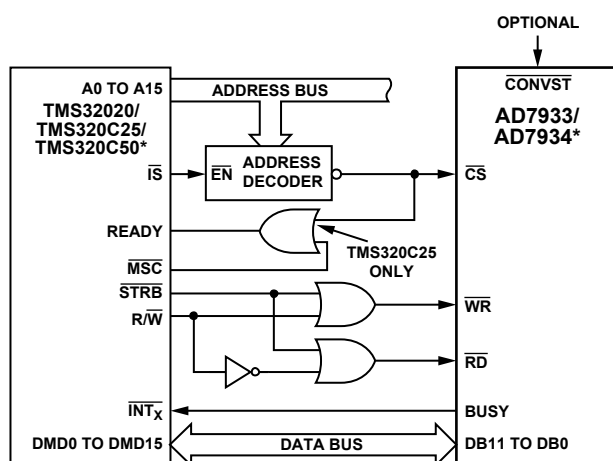 OPTIONAL
A0 TO A15
ADDRESS BUS
CONVST
TMS32020/
TMS320C25/
TMS320C50*
AD7933/
AD7934*
IS
EN
ADDRESS
DECODER
CS
READY
TMS320C25
ONLY
MSC
STRB
R/W
WR
RD
INTX
BUSY
DMD0 TO DMD15
DATA BUS
DB11 TO DB0